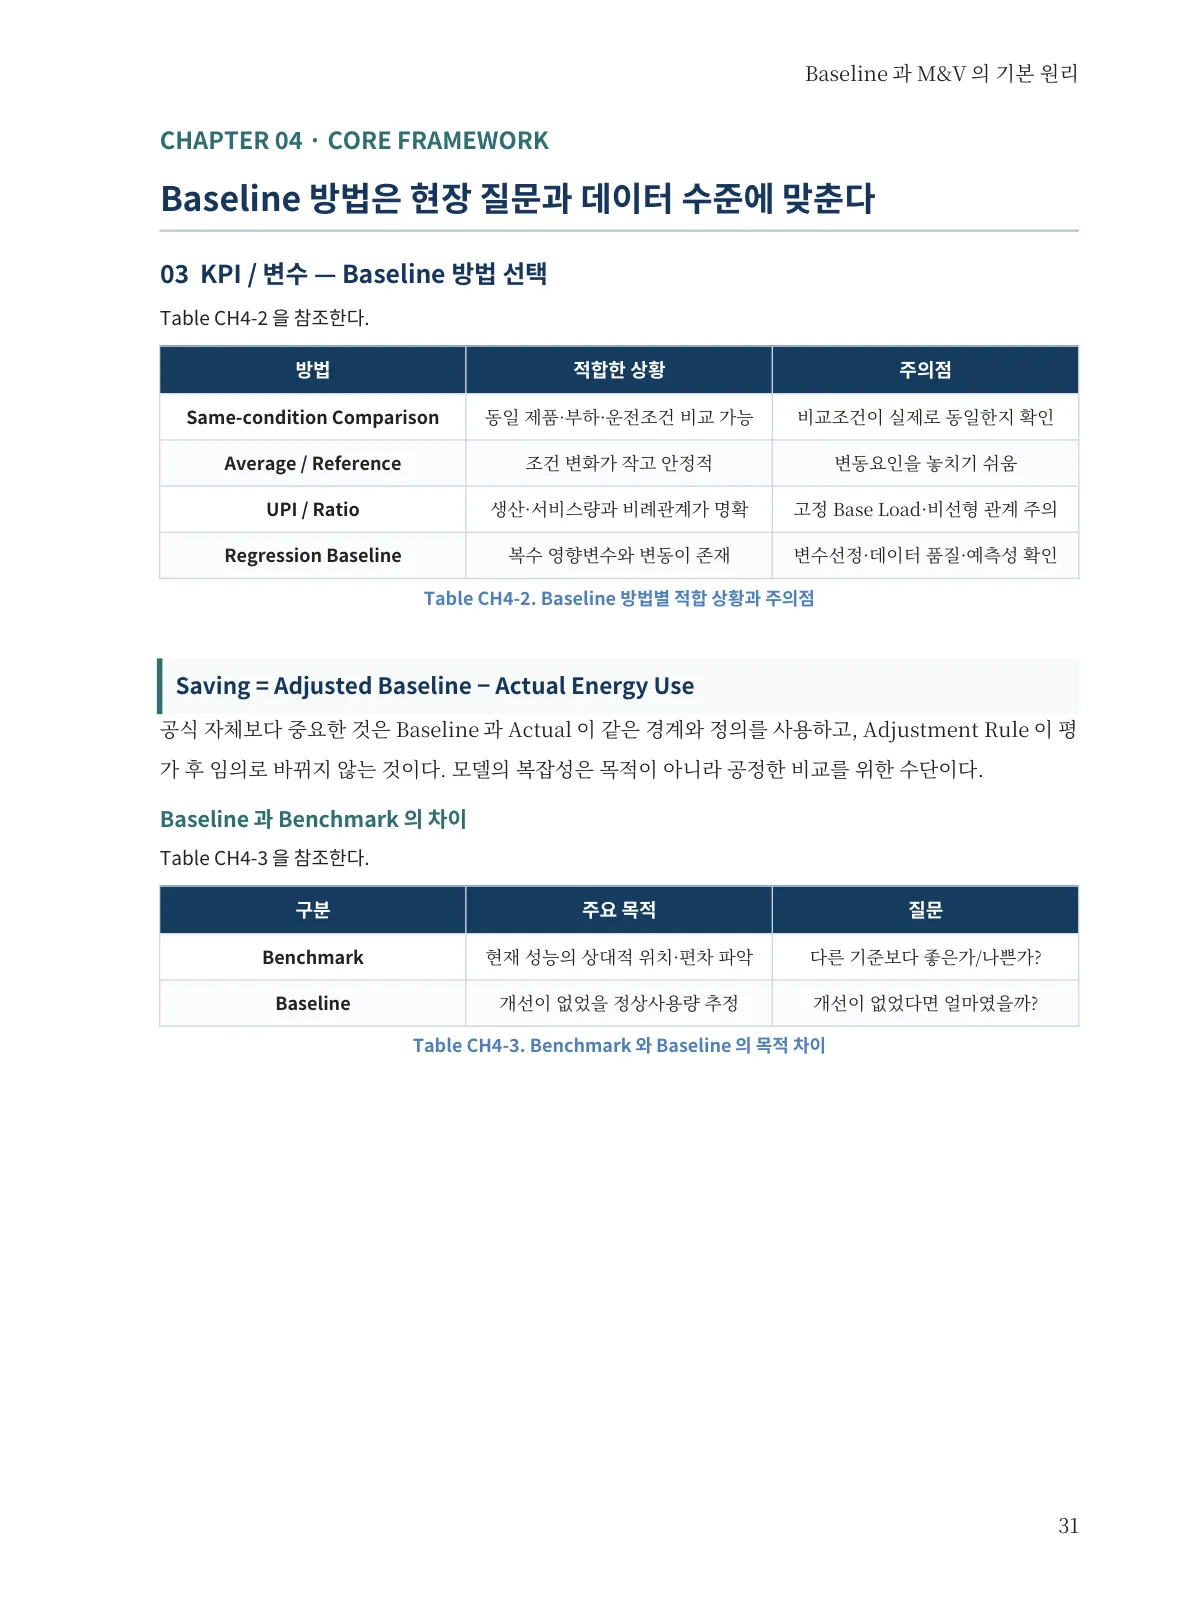 Baseline 과 M&V 의 기본 원리
CHAPTER 04 · CORE FRAMEWORK
Baseline 방법은 현장 질문과 데이터 수준에 맞춘다
03 KPI / 변수 — Baseline 방법 선택
Table CH4-2 을 참조한다.
방법 적합한 상황 주의점
Same-condition Comparison 동일 제품·부하·운전조건 비교 가능 비교조건이 실제로 동일한지 확인
Average / Reference 조건 변화가 작고 안정적 변동요인을 놓치기 쉬움
UPI / Ratio 생산·서비스량과 비례관계가 명확 고정 Base Load·비선형 관계 주의
Regression Baseline 복수 영향변수와 변동이 존재 변수선정·데이터 품질·예측성 확인
Table CH4-2. Baseline 방법별 적합 상황과 주의점
Saving = Adjusted Baseline − Actual Energy Use
공식 자체보다 중요한 것은 Baseline 과 Actual 이 같은 경계와 정의를 사용하고, Adjustment Rule 이 평
가 후 임의로 바뀌지 않는 것이다. 모델의 복잡성은 목적이 아니라 공정한 비교를 위한 수단이다.
Baseline 과 Benchmark 의 차이
Table CH4-3 을 참조한다.
구분 주요 목적 질문
Benchmark 현재 성능의 상대적 위치·편차 파악 다른 기준보다 좋은가/나쁜가?
Baseline 개선이 없었을 정상사용량 추정 개선이 없었다면 얼마였을까?
Table CH4-3. Benchmark 와 Baseline 의 목적 차이
31